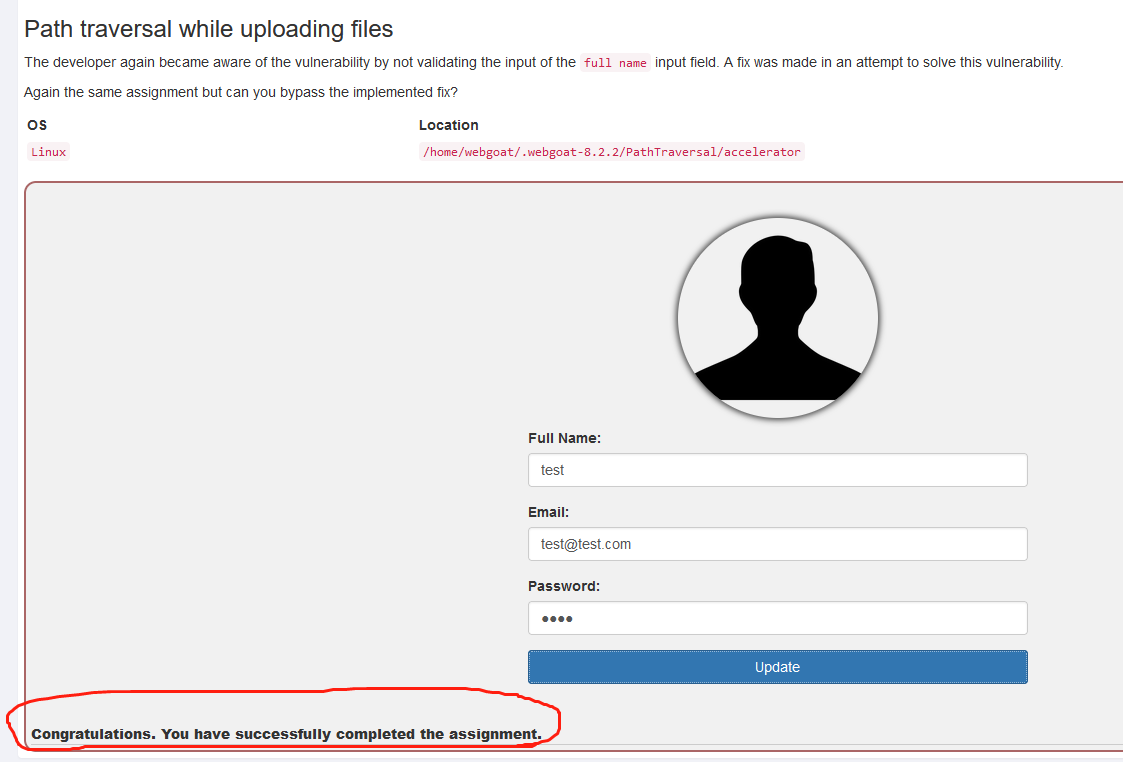 Path traversal while uploading files
The developer again became aware of the vulnerability by not validating the input of the full name input field. A fix was made in an attempt to solve this vulnerability.
Again the same assignment but can you bypass the implemented fix?
OS Location
Linux /home/webgoat/.webgoat-8.2.2/PathTraversal/accelerator
Full Name:
test
Email:
test@test.com
Password:
••••
Update
Congratulations. You have successfully completed the assignment.